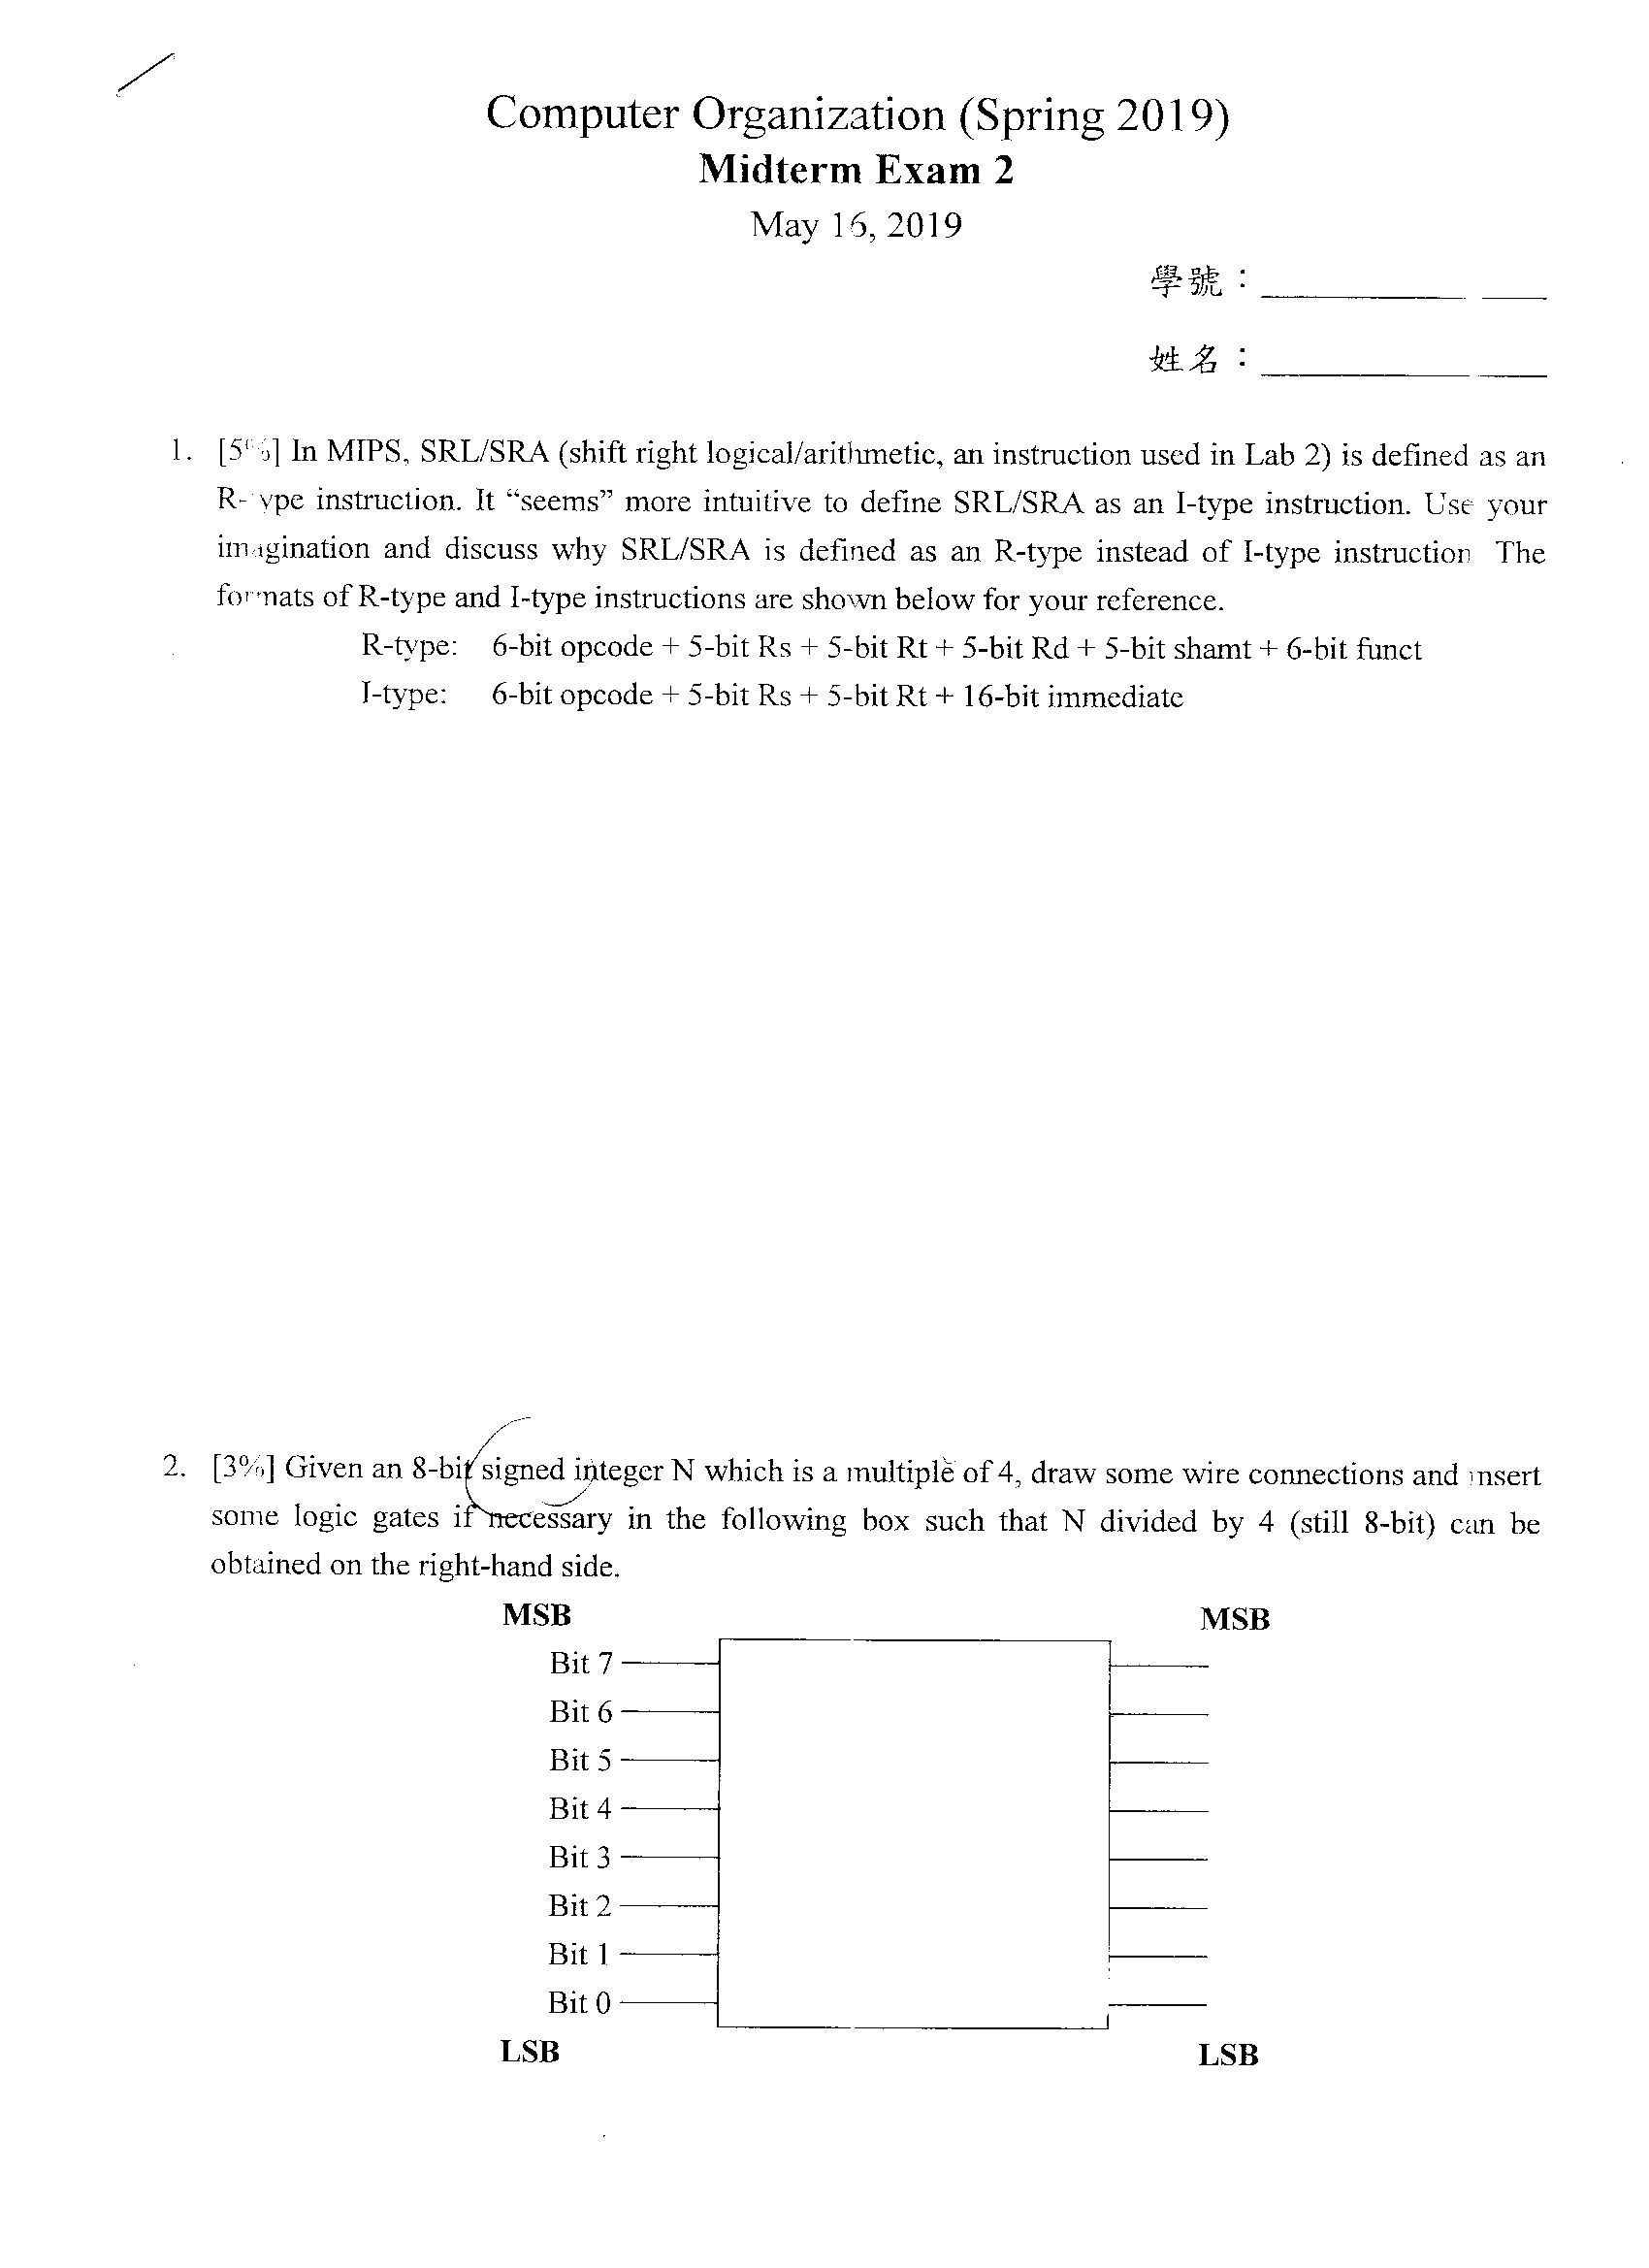 Computer Organization (Spring 2019)
Midterm Exam 2
May 16, 2019
學號：
姓名：
1. [5%] In MIPS, SRL/SRA (shift right logical/arithmetic, an instruction used in Lab 2) is defined as an
R-type instruction. It “seems” more intuitive to define SRL/SRA as an I-type instruction. Use your
imagination and discuss why SRL/SRA is defined as an R-type instead of I-type instruction The
formats of R-type and I-type instructions are shown below for your reference.
R-type: 6-bit opcode + 5-bit Rs + 5-bit Rt + 5-bit Rd + 5-bit shamt + 6-bit funct
I-type: 6-bit opcode + 5-bit Rs + 5-bit Rt + 16-bit immediate
2. [3%] Given an 8-bit signed integer N which is a multiple of 4, draw some wire connections and insert
some logic gates if necessary in the following box such that N divided by 4 (still 8-bit) can be
obtained on the right-hand side.
MSB MSB
Bit 7
Bit 6
Bit 5
Bit 4
Bit 3
Bit 2
Bit 1
Bit 0
LSB LSB